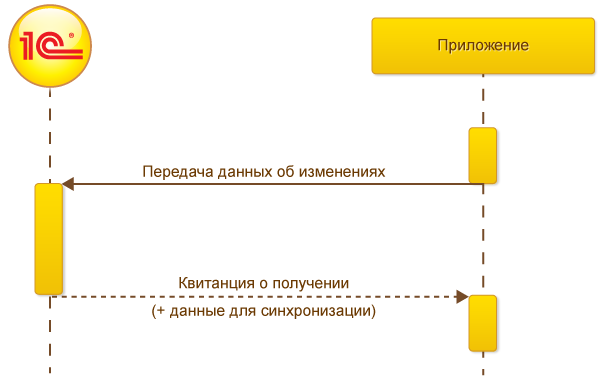 1С®
Приложение
Передача данных об изменениях
Квитанция о получении
(+ данные для синхронизации)